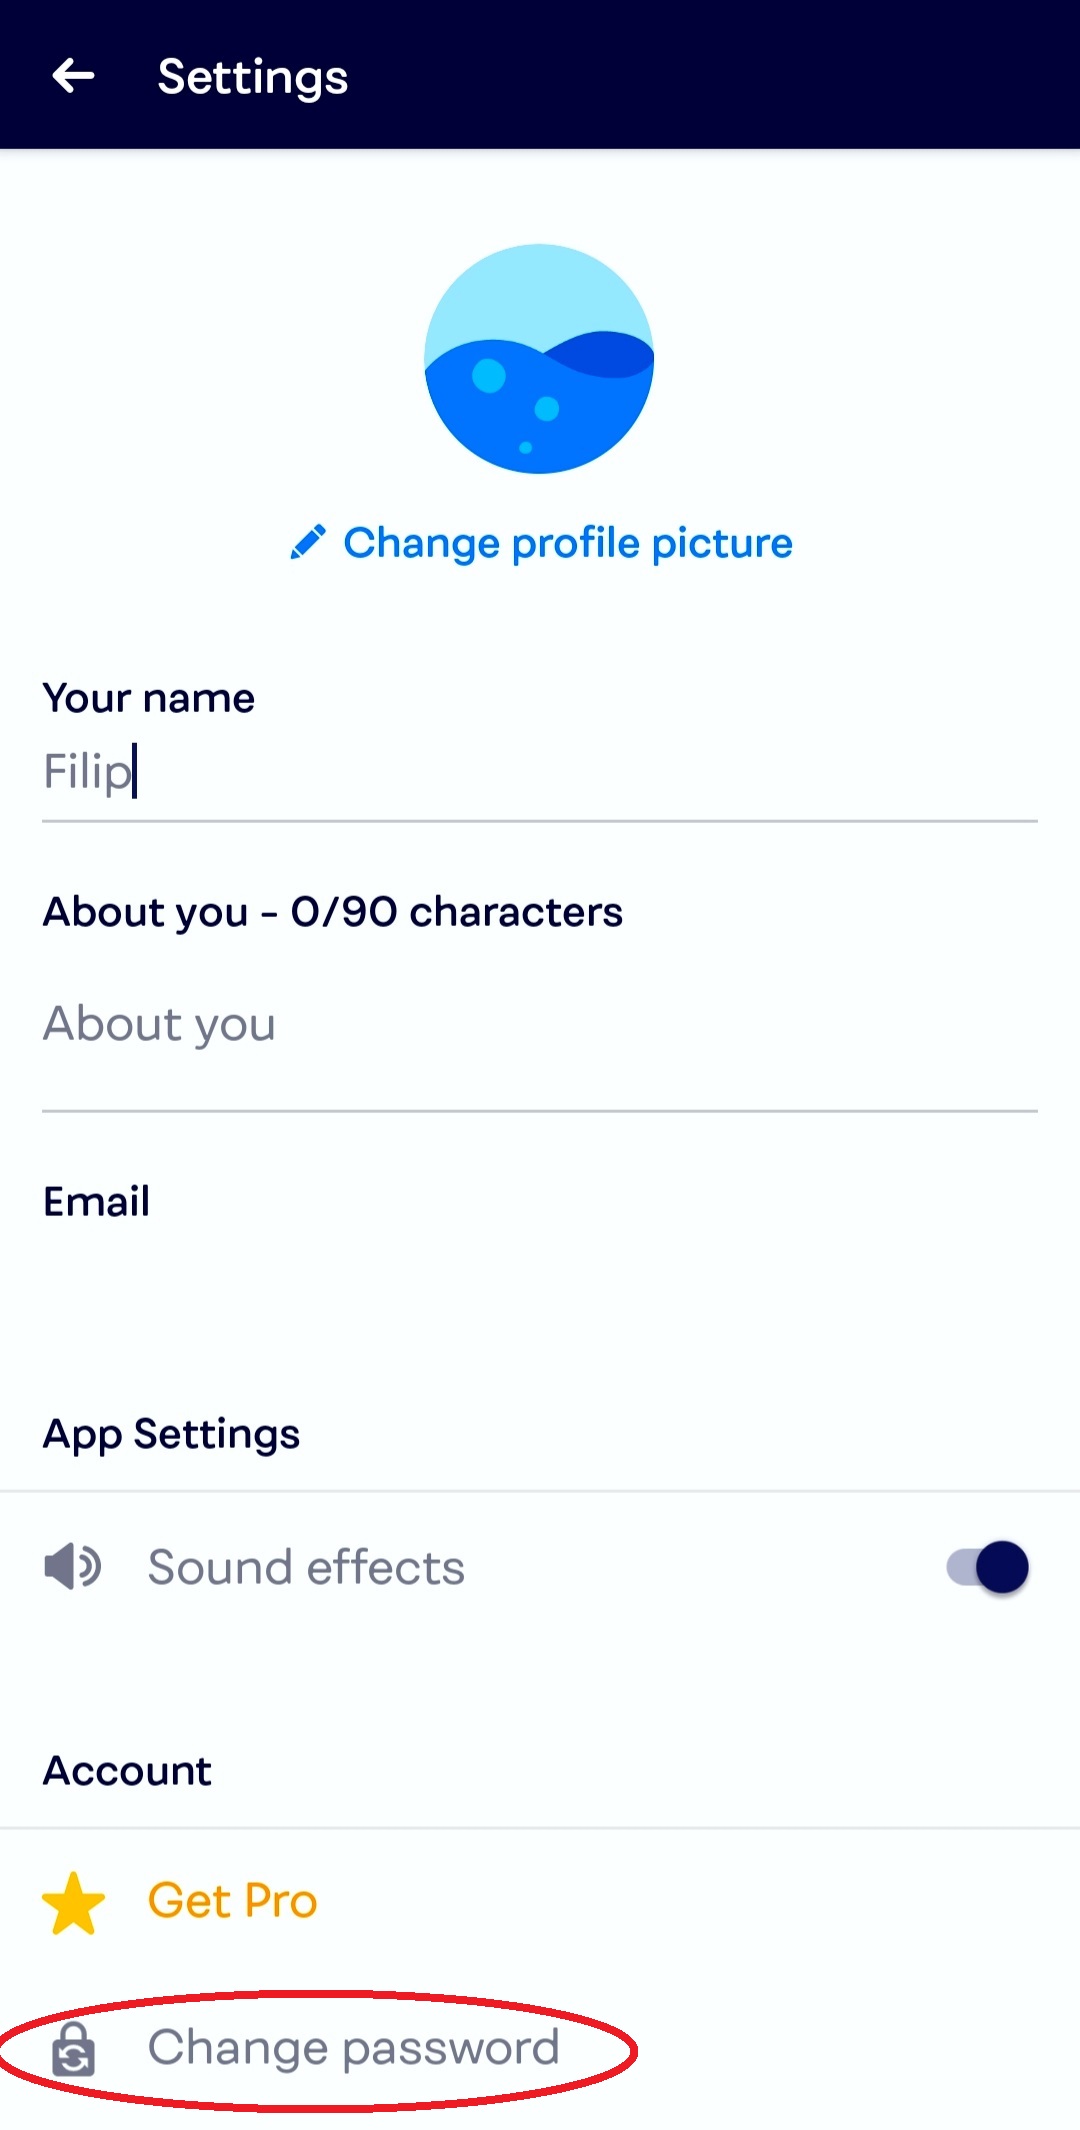 Settings
Change profile picture
Your name
Filip
About you - 0/90 characters
About you
Email
App Settings
Sound effects
Account
Get Pro
Change password